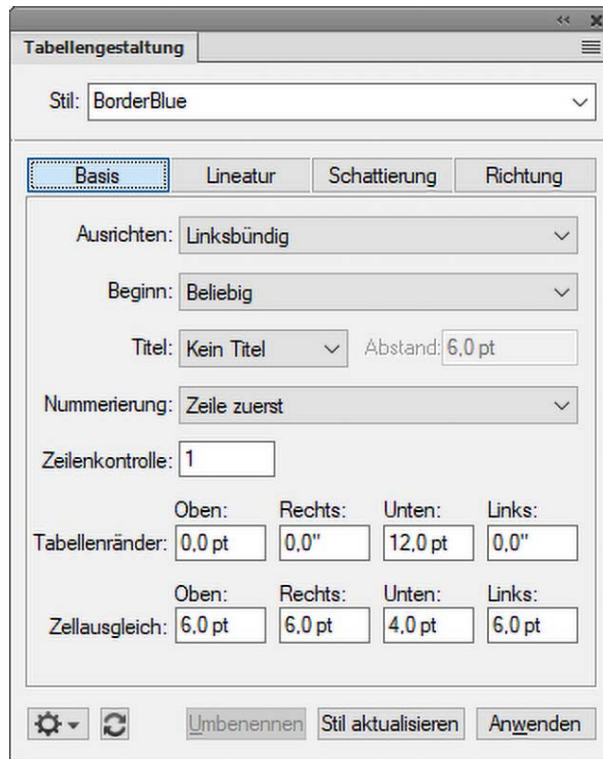 Tabellengestaltung
Stil: BorderBlue
Basis Lineatur Schattierung Richtung
Ausrichten: Linksbündig
Beginn: Beliebig
Titel: Kein Titel Abstand: 6,0 pt
Nummerierung: Zeile zuerst
Zeilenkontrolle: 1
Oben: Rechts: Unten: Links:
Tabellenränder: 0,0 pt 0,0" 12,0 pt 0,0"
Oben: Rechts: Unten: Links:
Zellausgleich: 6,0 pt 6,0 pt 4,0 pt 6,0 pt
Umbenennen Stil aktualisieren Anwenden